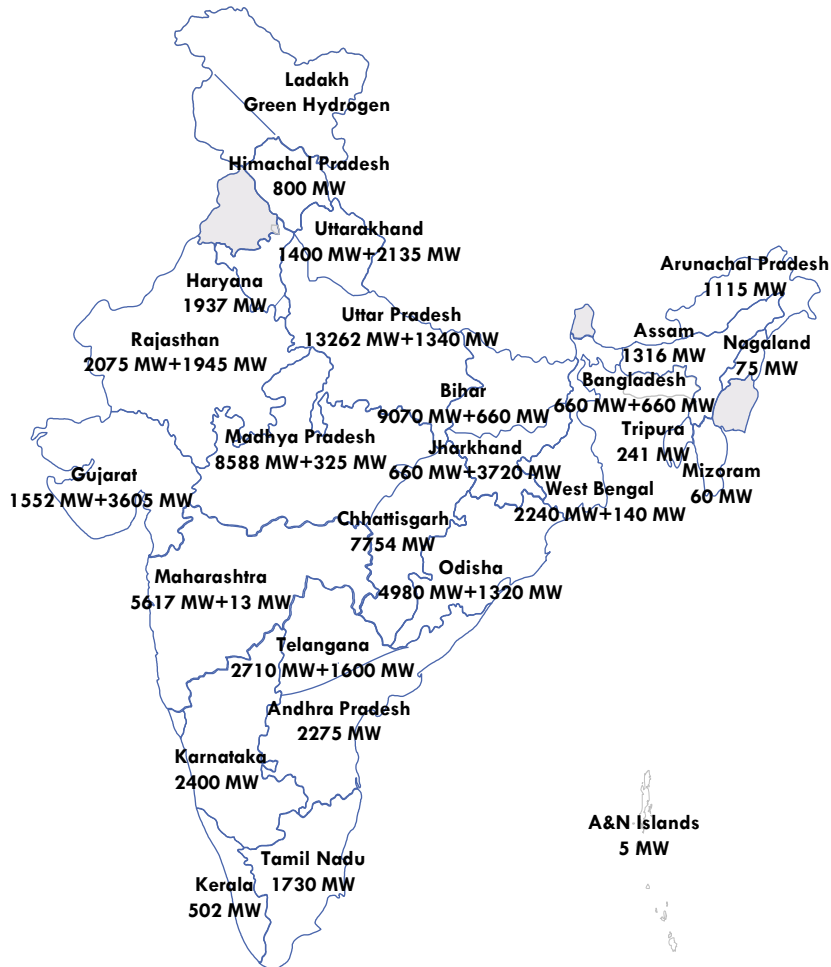 Ladakh
Green Hydrogen
Himachal Pradesh
800 MW
Uttarakhand
1400 MW+2135 MW
Arunachal Pradesh
1115 MW
Haryana
1937 MW
Uttar Pradesh
13262 MW+1340 MW
Assam
1316 MW
Nagaland
75 MW
Rajasthan
2075 MW+1945 MW
Bangladesh
660 MW+660 MW
Bihar
9070 MW+660 MW
Tripura
241 MW
Madhya Pradesh
8588 MW+325 MW
Jharkhand
660 MW+3720 MW
Mizoram
60 MW
Gujarat
1552 MW+3605 MW
West Bengal
2240 MW+140 MW
Chhattisgarh
7754 MW
Odisha
4980 MW+1320 MW
Maharashtra
5617 MW+13 MW
Telangana
2710 MW+1600 MW
Andhra Pradesh
2275 MW
Karnataka
2400 MW
A&N Islands
5 MW
Tamil Nadu
1730 MW
Kerala
502 MW